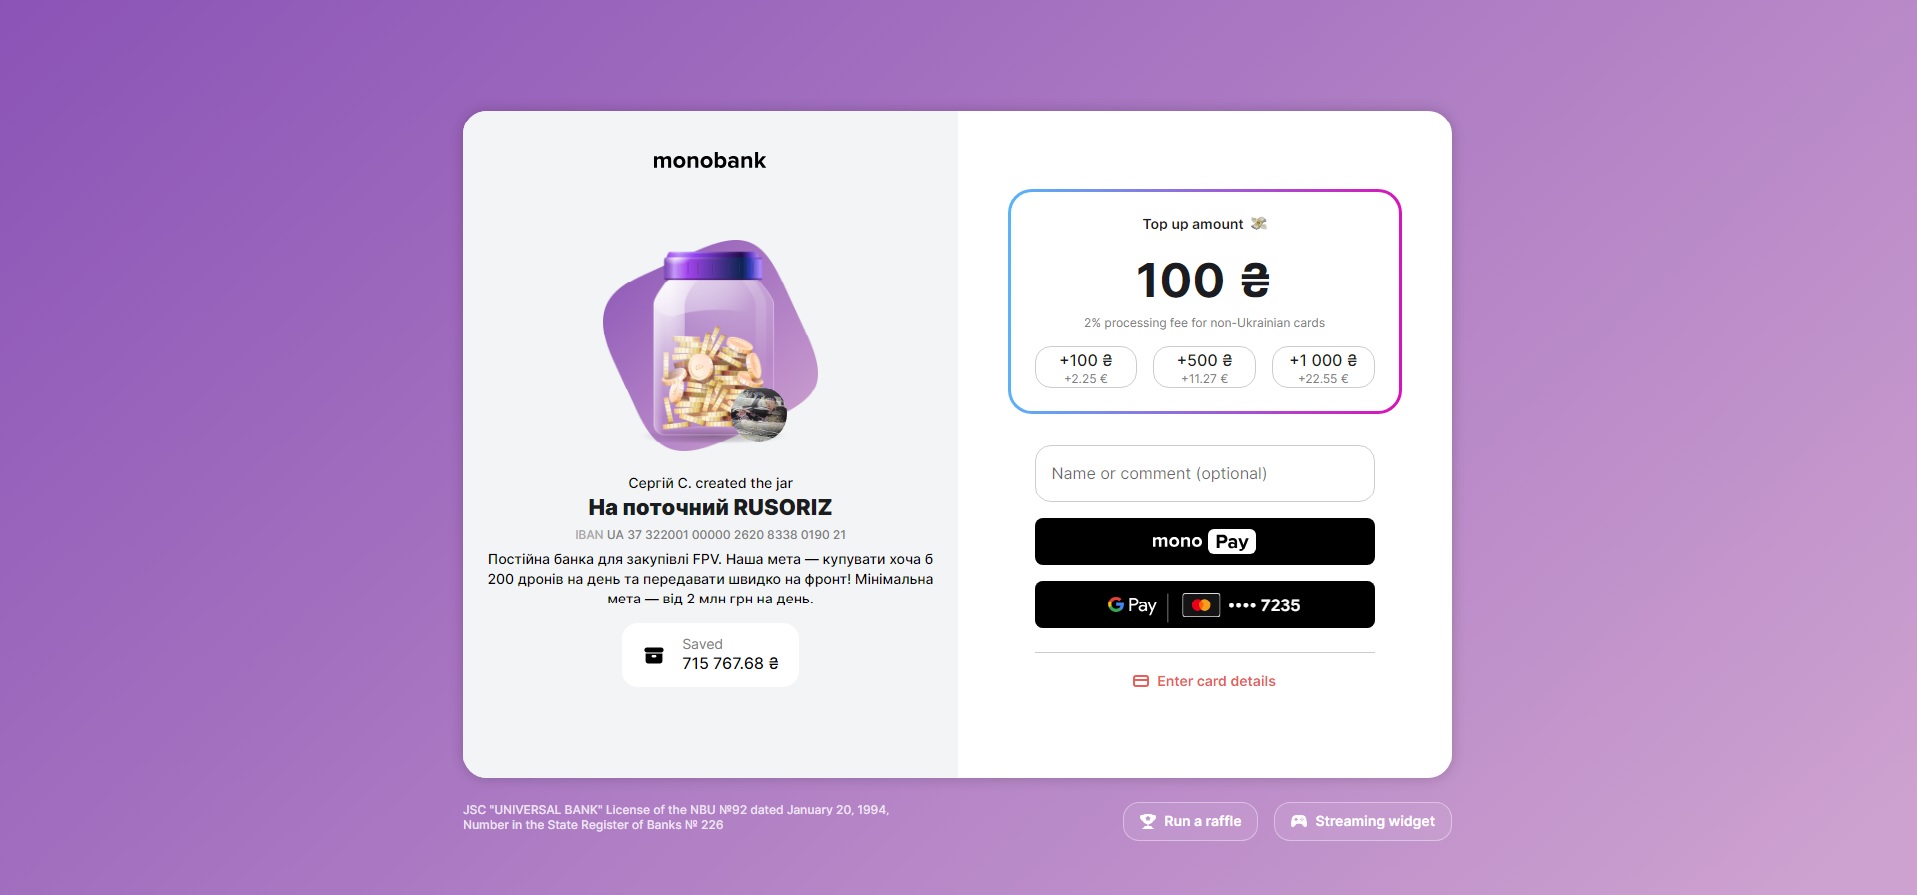 monobank
Сергій С. created the jar
На поточний RUSORIZ
IBAN UA 37 322001 00000 2620 8338 0190 21
Постійна банка для закупівлі FPV. Наша мета — купувати хоча б
200 дронів на день та передавати швидко на фронт! Мінімальна
мета — від 2 млн грн на день.
Saved
715 767.68 ₴
Top up amount 💸
100 ₴
2% processing fee for non-Ukrainian cards
+100 ₴
+2.25 €
+500 ₴
+11.27 €
+1 000 ₴
+22.55 €
Name or comment (optional)
mono Pay
G Pay •••• 7235
Enter card details
JSC "UNIVERSAL BANK" License of the NBU №92 dated January 20, 1994,
Number in the State Register of Banks № 226
Run a raffle
Streaming widget